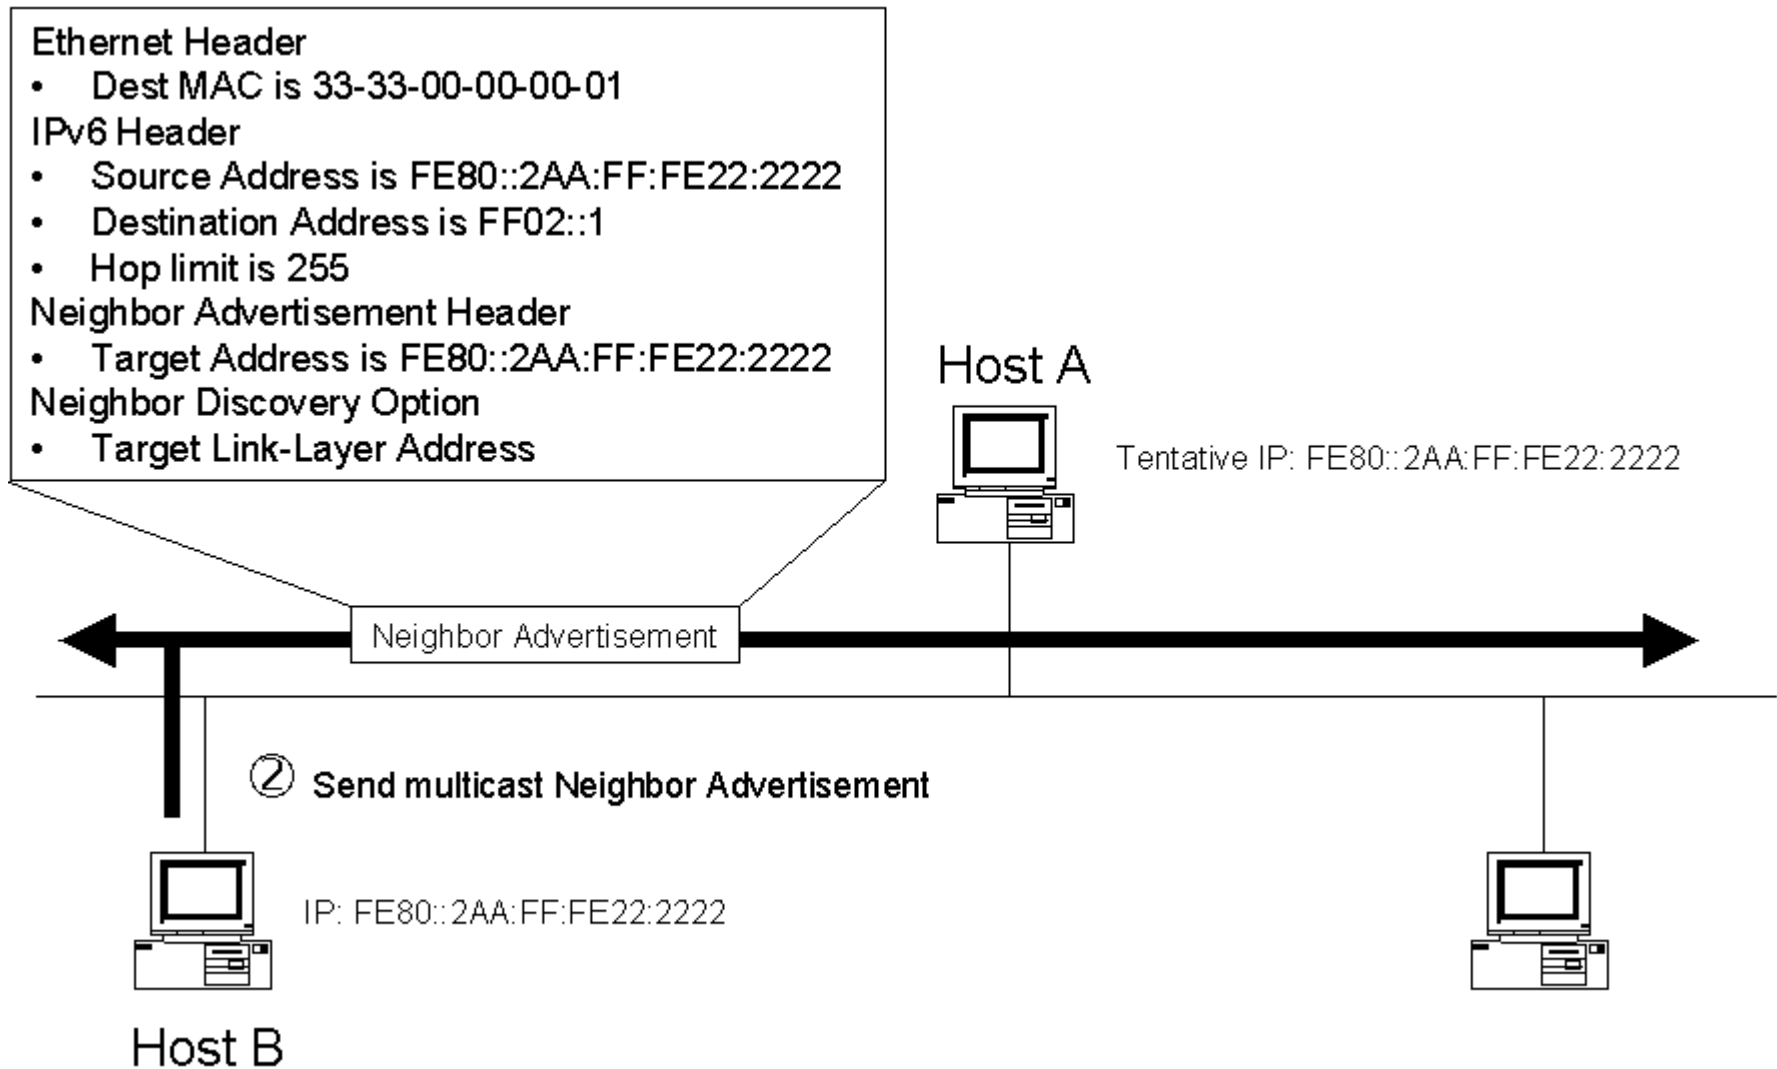 Ethernet Header
• Dest MAC is 33-33-00-00-00-01
IPv6 Header
• Source Address is FE80::2AA:FF:FE22:2222
• Destination Address is FF02::1
• Hop limit is 255
Neighbor Advertisement Header
• Target Address is FE80::2AA:FF:FE22:2222
Neighbor Discovery Option
• Target Link-Layer Address
Host A
Tentative IP: FE80::2AA:FF:FE22:2222
Neighbor Advertisement
② Send multicast Neighbor Advertisement
IP: FE80::2AA:FF:FE22:2222
Host B